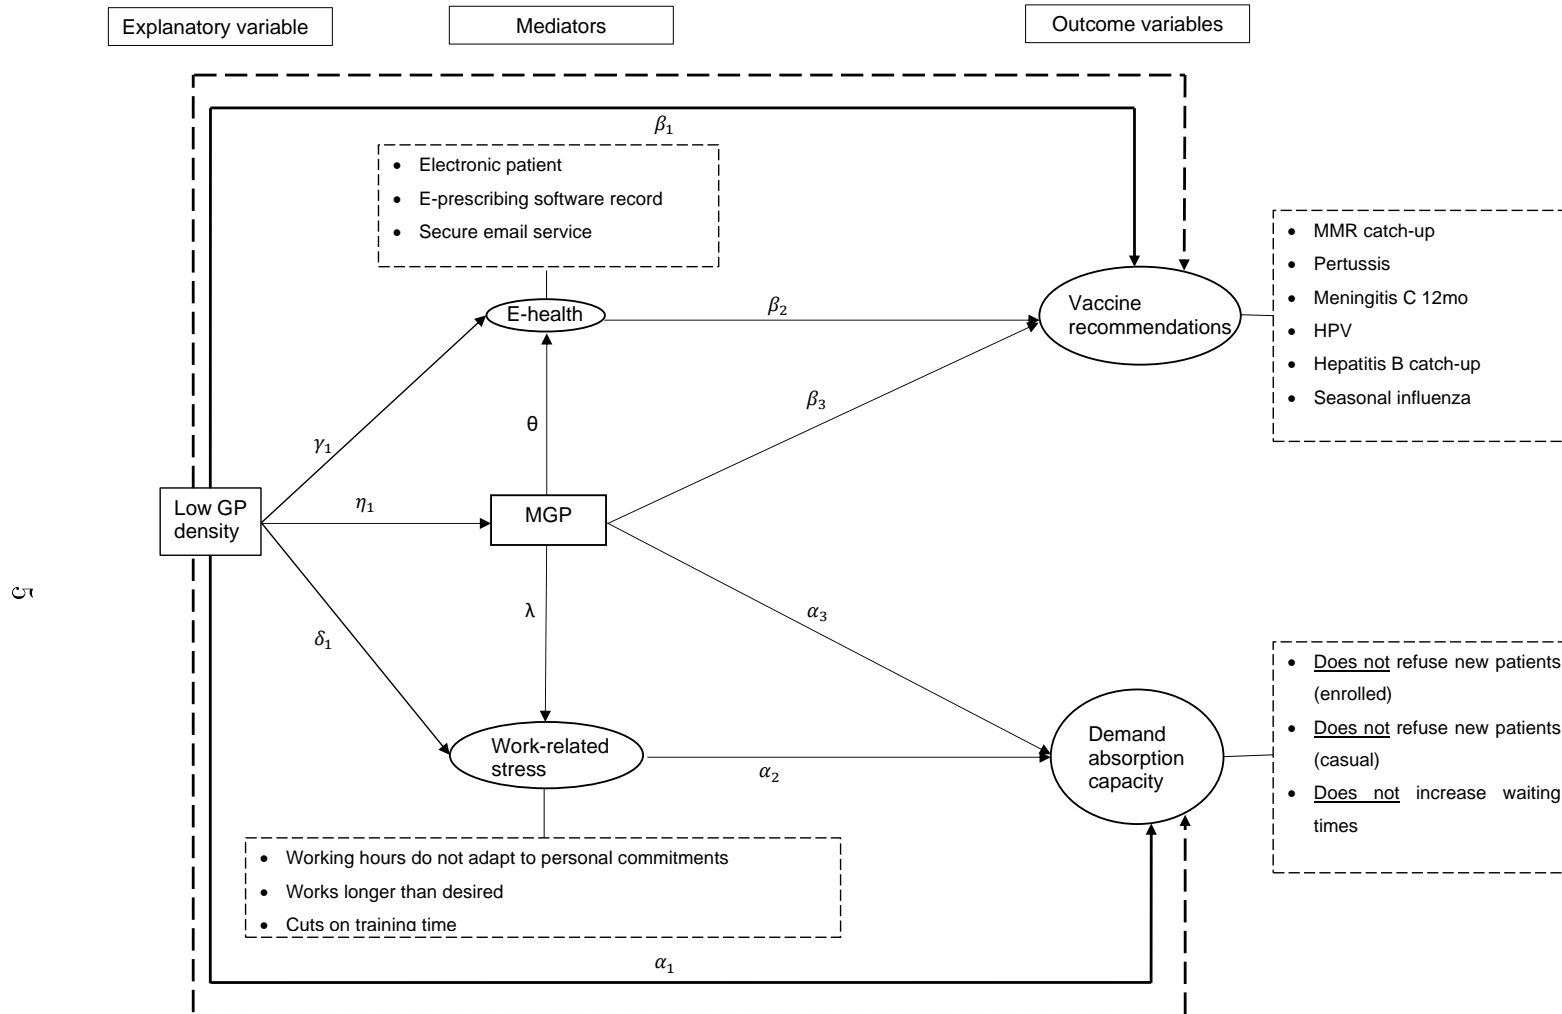 Explanatory variable
Mediators
Outcome variables
β₁
• Electronic patient
• E-prescribing software record
• Secure email service
E-health
β₂
Vaccine
recommendations
• MMR catch-up
• Pertussis
• Meningitis C 12mo
• HPV
• Hepatitis B catch-up
• Seasonal influenza
β₃
θ
γ₁
Low GP
density
η₁
MGP
5
λ
α₃
δ₁
Work-related
stress
α₂
Demand
absorption
capacity
• Does not refuse new patients
(enrolled)
• Does not refuse new patients
(casual)
• Does not increase waiting
times
• Working hours do not adapt to personal commitments
• Works longer than desired
• Cuts on training time
α₁